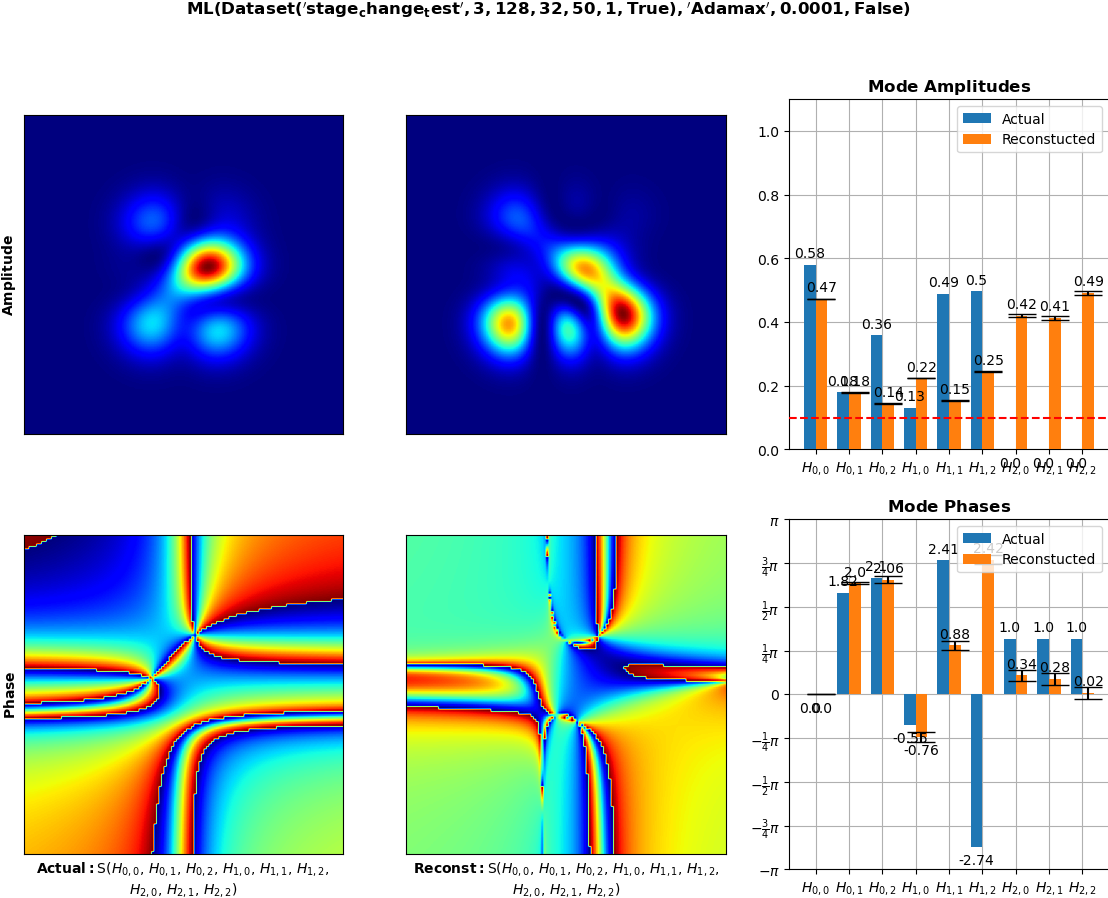 ML(Dataset('stage_change_test', 3, 128, 32, 50, 1, True), 'Adamax', 0.0001, False)
Mode Amplitudes
Actual
Reconstucted
1.0
0.8
0.6
0.4
0.2
0.0
0.58
0.47
0.18
0.18
0.36
0.14
0.13
0.22
0.49
0.15
0.5
0.25
0.0
0.42
0.0
0.41
0.0
0.49
H0,0 H0,1 H0,2 H1,0 H1,1 H1,2 H2,0 H2,1 H2,2
Amplitude
Mode Phases
Actual
Reconstucted
π
3/4π
1/2π
1/4π
0
−1/4π
−1/2π
−3/4π
−π
0.0
0.0
1.82
2.0
2.06
-0.76
2.41
0.88
-2.74
2.42
1.0
0.34
1.0
0.28
1.0
0.02
H0,0 H0,1 H0,2 H1,0 H1,1 H1,2 H2,0 H2,1 H2,2
Phase
Actual: S(H0,0, H0,1, H0,2, H1,0, H1,1, H1,2,
H2,0, H2,1, H2,2)
Reconst: S(H0,0, H0,1, H0,2, H1,0, H1,1, H1,2,
H2,0, H2,1, H2,2)